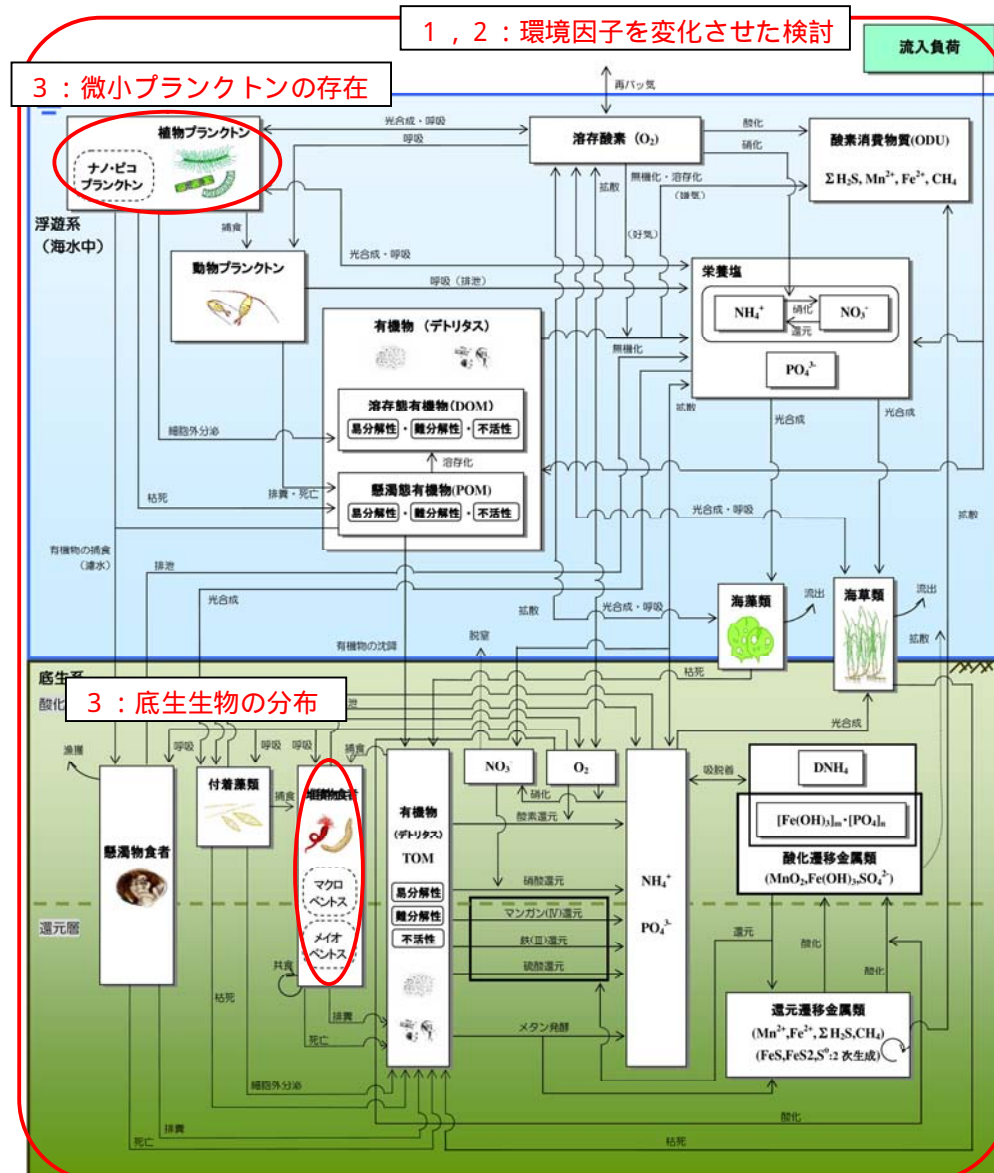 1，2：環境因子を変化させた検討
流入負荷
3：微小プランクトンの存在
再バッ気
植物プランクトン
ナノ・ピコ
プランクトン
光合成・呼吸
呼吸
溶存酸素（O₂）
酸化
硝化
酸素消費物質(ODU)
ΣH₂S, Mn²⁺, Fe²⁺, CH₄
拡散
無機化・溶存化
（嫌気）
（好気）
浮遊系
（海水中）
捕食
動物プランクトン
光合成・呼吸
呼吸（排泄）
栄養塩
NH₄⁺
硝化
還元
NO₃⁻
PO₄³⁻
有機物（デトリタス）
無機化
溶存態有機物(DOM)
易分解性・難分解性・不活性
細胞外分泌
溶存化
懸濁態有機物(POM)
易分解性・難分解性・不活性
枯死
排糞・死亡
拡散
光合成
光合成
光合成・呼吸
拡散
有機物の捕食
（濾水）
排泄
光合成
有機物の沈降
脱窒
拡散
光合成・呼吸
海藻類
流出
海草類
流出
拡散
底生系
酸化
3：底生生物の分布
泄
枯死
光合成
漁獲
呼吸
呼吸
呼吸
捕食
付着藻類
捕食
堆積物食者
マクロ
ベントス
メイオ
ベントス
懸濁物食者
有機物
(デトリタス)
TOM
易分解性
難分解性
不活性
NO₃⁻
O₂
硝化
酸素還元
硝酸還元
マンガン(Ⅳ)還元
鉄(Ⅲ)還元
硫酸還元
メタン発酵
NH₄⁺
PO₄³⁻
吸脱着
DNH₄
[Fe(OH)₃]m・[PO₄]n
酸化遷移金属類
(MnO₂,Fe(OH)₃,SO₄²⁻)
還元層
還元
酸化
酸化
還元遷移金属類
(Mn²⁺,Fe²⁺,ΣH₂S,CH₄)
(FeS,FeS2,S⁰:2次生成)
共食
枯死
排糞
死亡
細胞外分泌
排糞
死亡
酸化
枯死